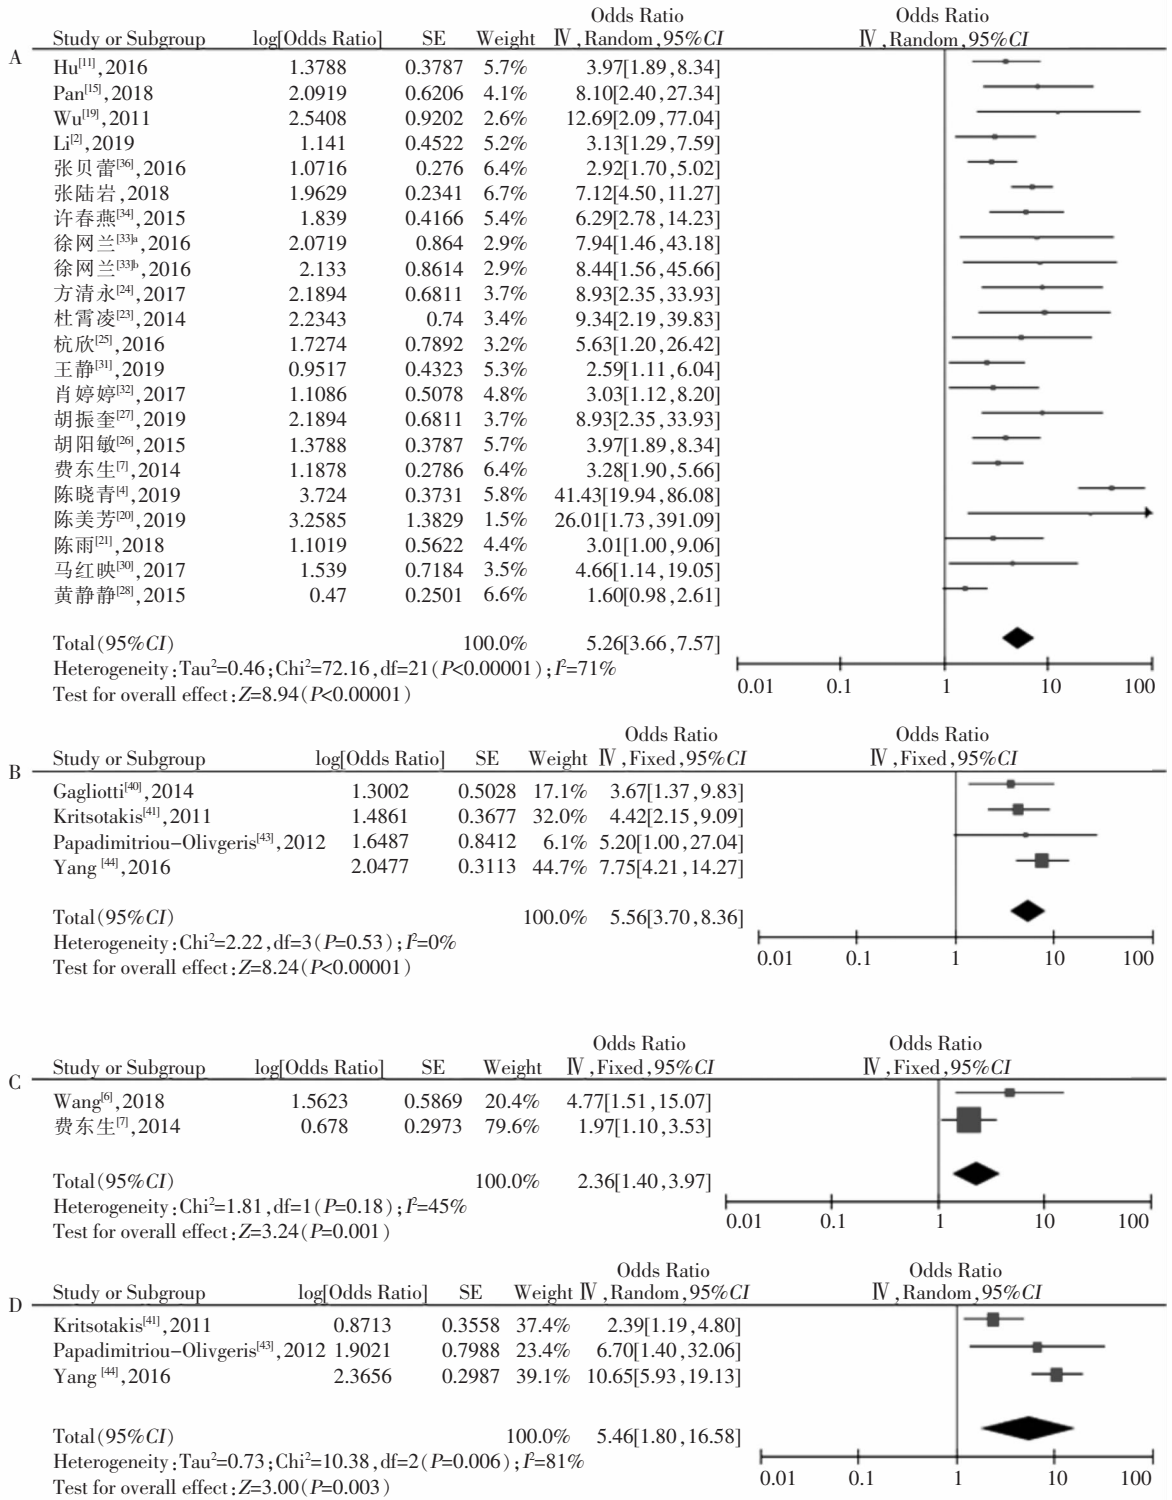 Odds Ratio Odds Ratio
Study or Subgroup log[Odds Ratio] SE Weight Ⅳ,Random,95%CI Ⅳ,Random,95%CI
A
Hu[11],2016 1.3788 0.3787 5.7% 3.97[1.89,8.34]
Pan[15],2018 2.0919 0.6206 4.1% 8.10[2.40,27.34]
Wu[19],2011 2.5408 0.9202 2.6% 12.69[2.09,77.04]
Li[2],2019 1.141 0.4522 5.2% 3.13[1.29,7.59]
张贝蕾[36],2016 1.0716 0.276 6.4% 2.92[1.70,5.02]
张陆岩,2018 1.9629 0.2341 6.7% 7.12[4.50,11.27]
许春燕[34],2015 1.839 0.4166 5.4% 6.29[2.78,14.23]
徐网兰[33]a,2016 2.0719 0.864 2.9% 7.94[1.46,43.18]
徐网兰[33]b,2016 2.133 0.8614 2.9% 8.44[1.56,45.66]
方清永[24],2017 2.1894 0.6811 3.7% 8.93[2.35,33.93]
杜霄凌[23],2014 2.2343 0.74 3.4% 9.34[2.19,39.83]
杭欣[25],2016 1.7274 0.7892 3.2% 5.63[1.20,26.42]
王静[31],2019 0.9517 0.4323 5.3% 2.59[1.11,6.04]
肖婷婷[32],2017 1.1086 0.5078 4.8% 3.03[1.12,8.20]
胡振奎[27],2019 2.1894 0.6811 3.7% 8.93[2.35,33.93]
胡阳敏[26],2015 1.3788 0.3787 5.7% 3.97[1.89,8.34]
费东生[7],2014 1.1878 0.2786 6.4% 3.28[1.90,5.66]
陈晓青[4],2019 3.724 0.3731 5.8% 41.43[19.94,86.08]
陈美芳[20],2019 3.2585 1.3829 1.5% 26.01[1.73,391.09]
陈雨[21],2018 1.1019 0.5622 4.4% 3.01[1.00,9.06]
马红映[30],2017 1.539 0.7184 3.5% 4.66[1.14,19.05]
黄静静[28],2015 0.47 0.2501 6.6% 1.60[0.98,2.61]
Total(95%CI) 100.0% 5.26[3.66,7.57]
Heterogeneity:Tau²=0.46;Chi²=72.16,df=21(P<0.00001);I²=71%
0.01 0.1 1 10 100
Test for overall effect:Z=8.94(P<0.00001)
Odds Ratio Odds Ratio
Study or Subgroup log[Odds Ratio] SE Weight Ⅳ,Fixed,95%CI Ⅳ,Fixed,95%CI
B
Gagliotti[40],2014 1.3002 0.5028 17.1% 3.67[1.37,9.83]
Kritsotakis[41],2011 1.4861 0.3677 32.0% 4.42[2.15,9.09]
Papadimitriou-Olivgeris[43],2012 1.6487 0.8412 6.1% 5.20[1.00,27.04]
Yang[44],2016 2.0477 0.3113 44.7% 7.75[4.21,14.27]
Total(95%CI) 100.0% 5.56[3.70,8.36]
Heterogeneity:Chi²=2.22,df=3(P=0.53);I²=0%
0.01 0.1 1 10 100
Test for overall effect:Z=8.24(P<0.00001)
Odds Ratio Odds Ratio
Study or Subgroup log[Odds Ratio] SE Weight Ⅳ,Fixed,95%CI Ⅳ,Fixed,95%CI
C
Wang[6],2018 1.5623 0.5869 20.4% 4.77[1.51,15.07]
费东生[7],2014 0.678 0.2973 79.6% 1.97[1.10,3.53]
Total(95%CI) 100.0% 2.36[1.40,3.97]
Heterogeneity:Chi²=1.81,df=1(P=0.18);I²=45%
0.01 0.1 1 10 100
Test for overall effect:Z=3.24(P=0.001)
Odds Ratio Odds Ratio
Study or Subgroup log[Odds Ratio] SE Weight Ⅳ,Random,95%CI Ⅳ,Random,95%CI
D
Kritsotakis[41],2011 0.8713 0.3558 37.4% 2.39[1.19,4.80]
Papadimitriou-Olivgeris[43],2012 1.9021 0.7988 23.4% 6.70[1.40,32.06]
Yang[44],2016 2.3656 0.2987 39.1% 10.65[5.93,19.13]
Total(95%CI) 100.0% 5.46[1.80,16.58]
Heterogeneity:Tau²=0.73;Chi²=10.38,df=2(P=0.006);I²=81%
0.01 0.1 1 10 100
Test for overall effect:Z=3.00(P=0.003)